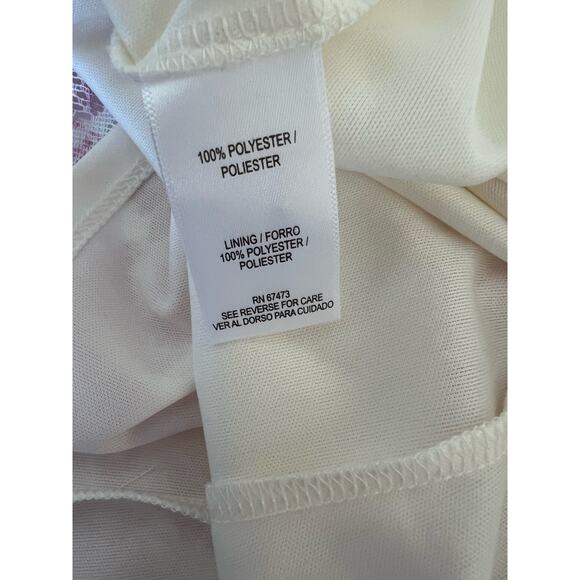 100% POLYESTER /
POLIESTER
LINING / FORRO
100% POLYESTER /
POLIESTER
RN 67473
SEE REVERSE FOR CARE
VER AL DORSO PARA CUIDADO